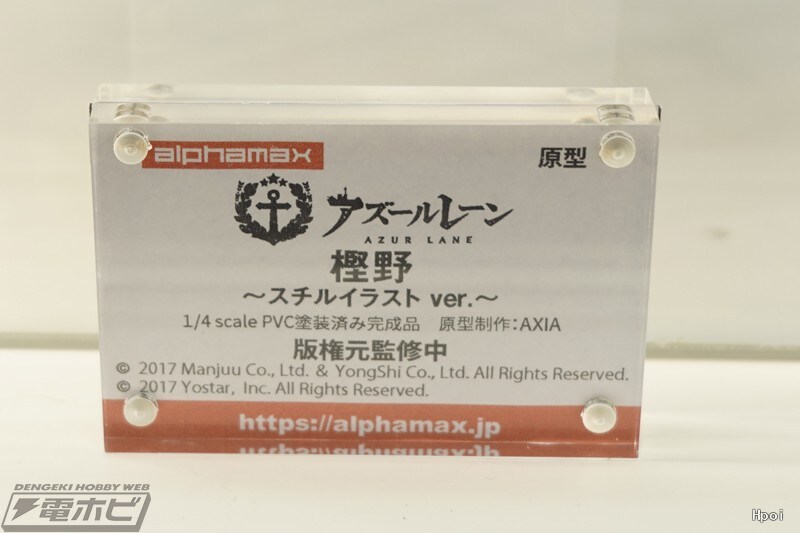 alphamax
原型
アズールレーン
AZUR LANE
樫野
～スチルイラスト ver.～
1/4 scale PVC塗装済み完成品　原型制作：AXIA
版権元監修中
© 2017 Manjuu Co., Ltd. & YongShi Co., Ltd. All Rights Reserved.
© 2017 Yostar, Inc. All Rights Reserved.
https://alphamax.jp
DENGEKI HOBBY WEB
電ホビ
Hpoi